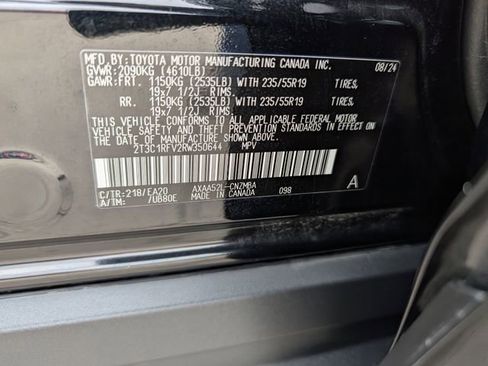 MFD.BY: TOYOTA MOTOR MANUFACTURING CANADA INC. 08/24
GVWR: 2090KG (4610LB)
GAWR: FRT. 1150KG (2535LB) WITH 235/55R19 TIRES,
19x7 1/2J RIMS.
RR. 1150KG (2535LB) WITH 235/55R19 TIRES,
19x7 1/2J RIMS.
THIS VEHICLE CONFORMS TO ALL APPLICABLE FEDERAL MOTOR
VEHICLE SAFETY AND THEFT PREVENTION STANDARDS IN EFFECT ON
THE DATE OF MANUFACTURE SHOWN ABOVE.
2T3C1RFV2RW350644 MPV
C/TR:218/EA20 AXAA52L-CNZMBA 098 A
A/TM: /UB80E MADE IN CANADA